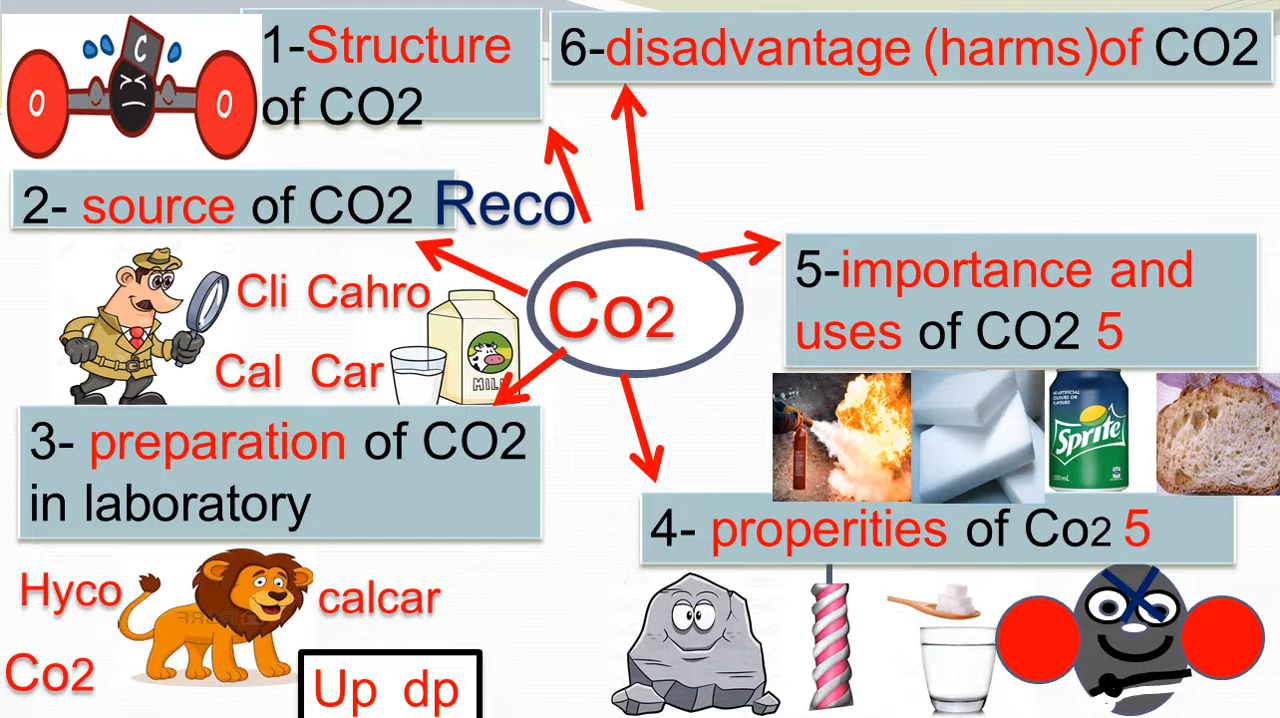 1-Structure
of CO2
6-disadvantage (harms)of CO2
C
O
O
2- source of CO2 Reco
Cli Cahro
Cal Car
MILK
Co2
5-importance and
uses of CO2 5
Sprite
3- preparation of CO2
in laboratory
4- properities of Co2 5
Hyco
calcar
Co2
Up dp